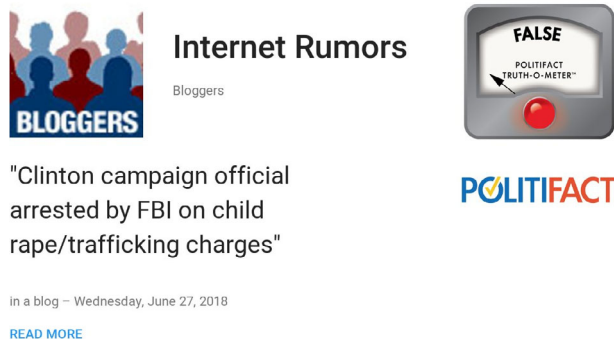 BLOGGERS
Internet Rumors
Bloggers
"Clinton campaign official
arrested by FBI on child
rape/trafficking charges"
in a blog – Wednesday, June 27, 2018
READ MORE
FALSE
POLITIFACT
TRUTH-O-METER™
POLITIFACT